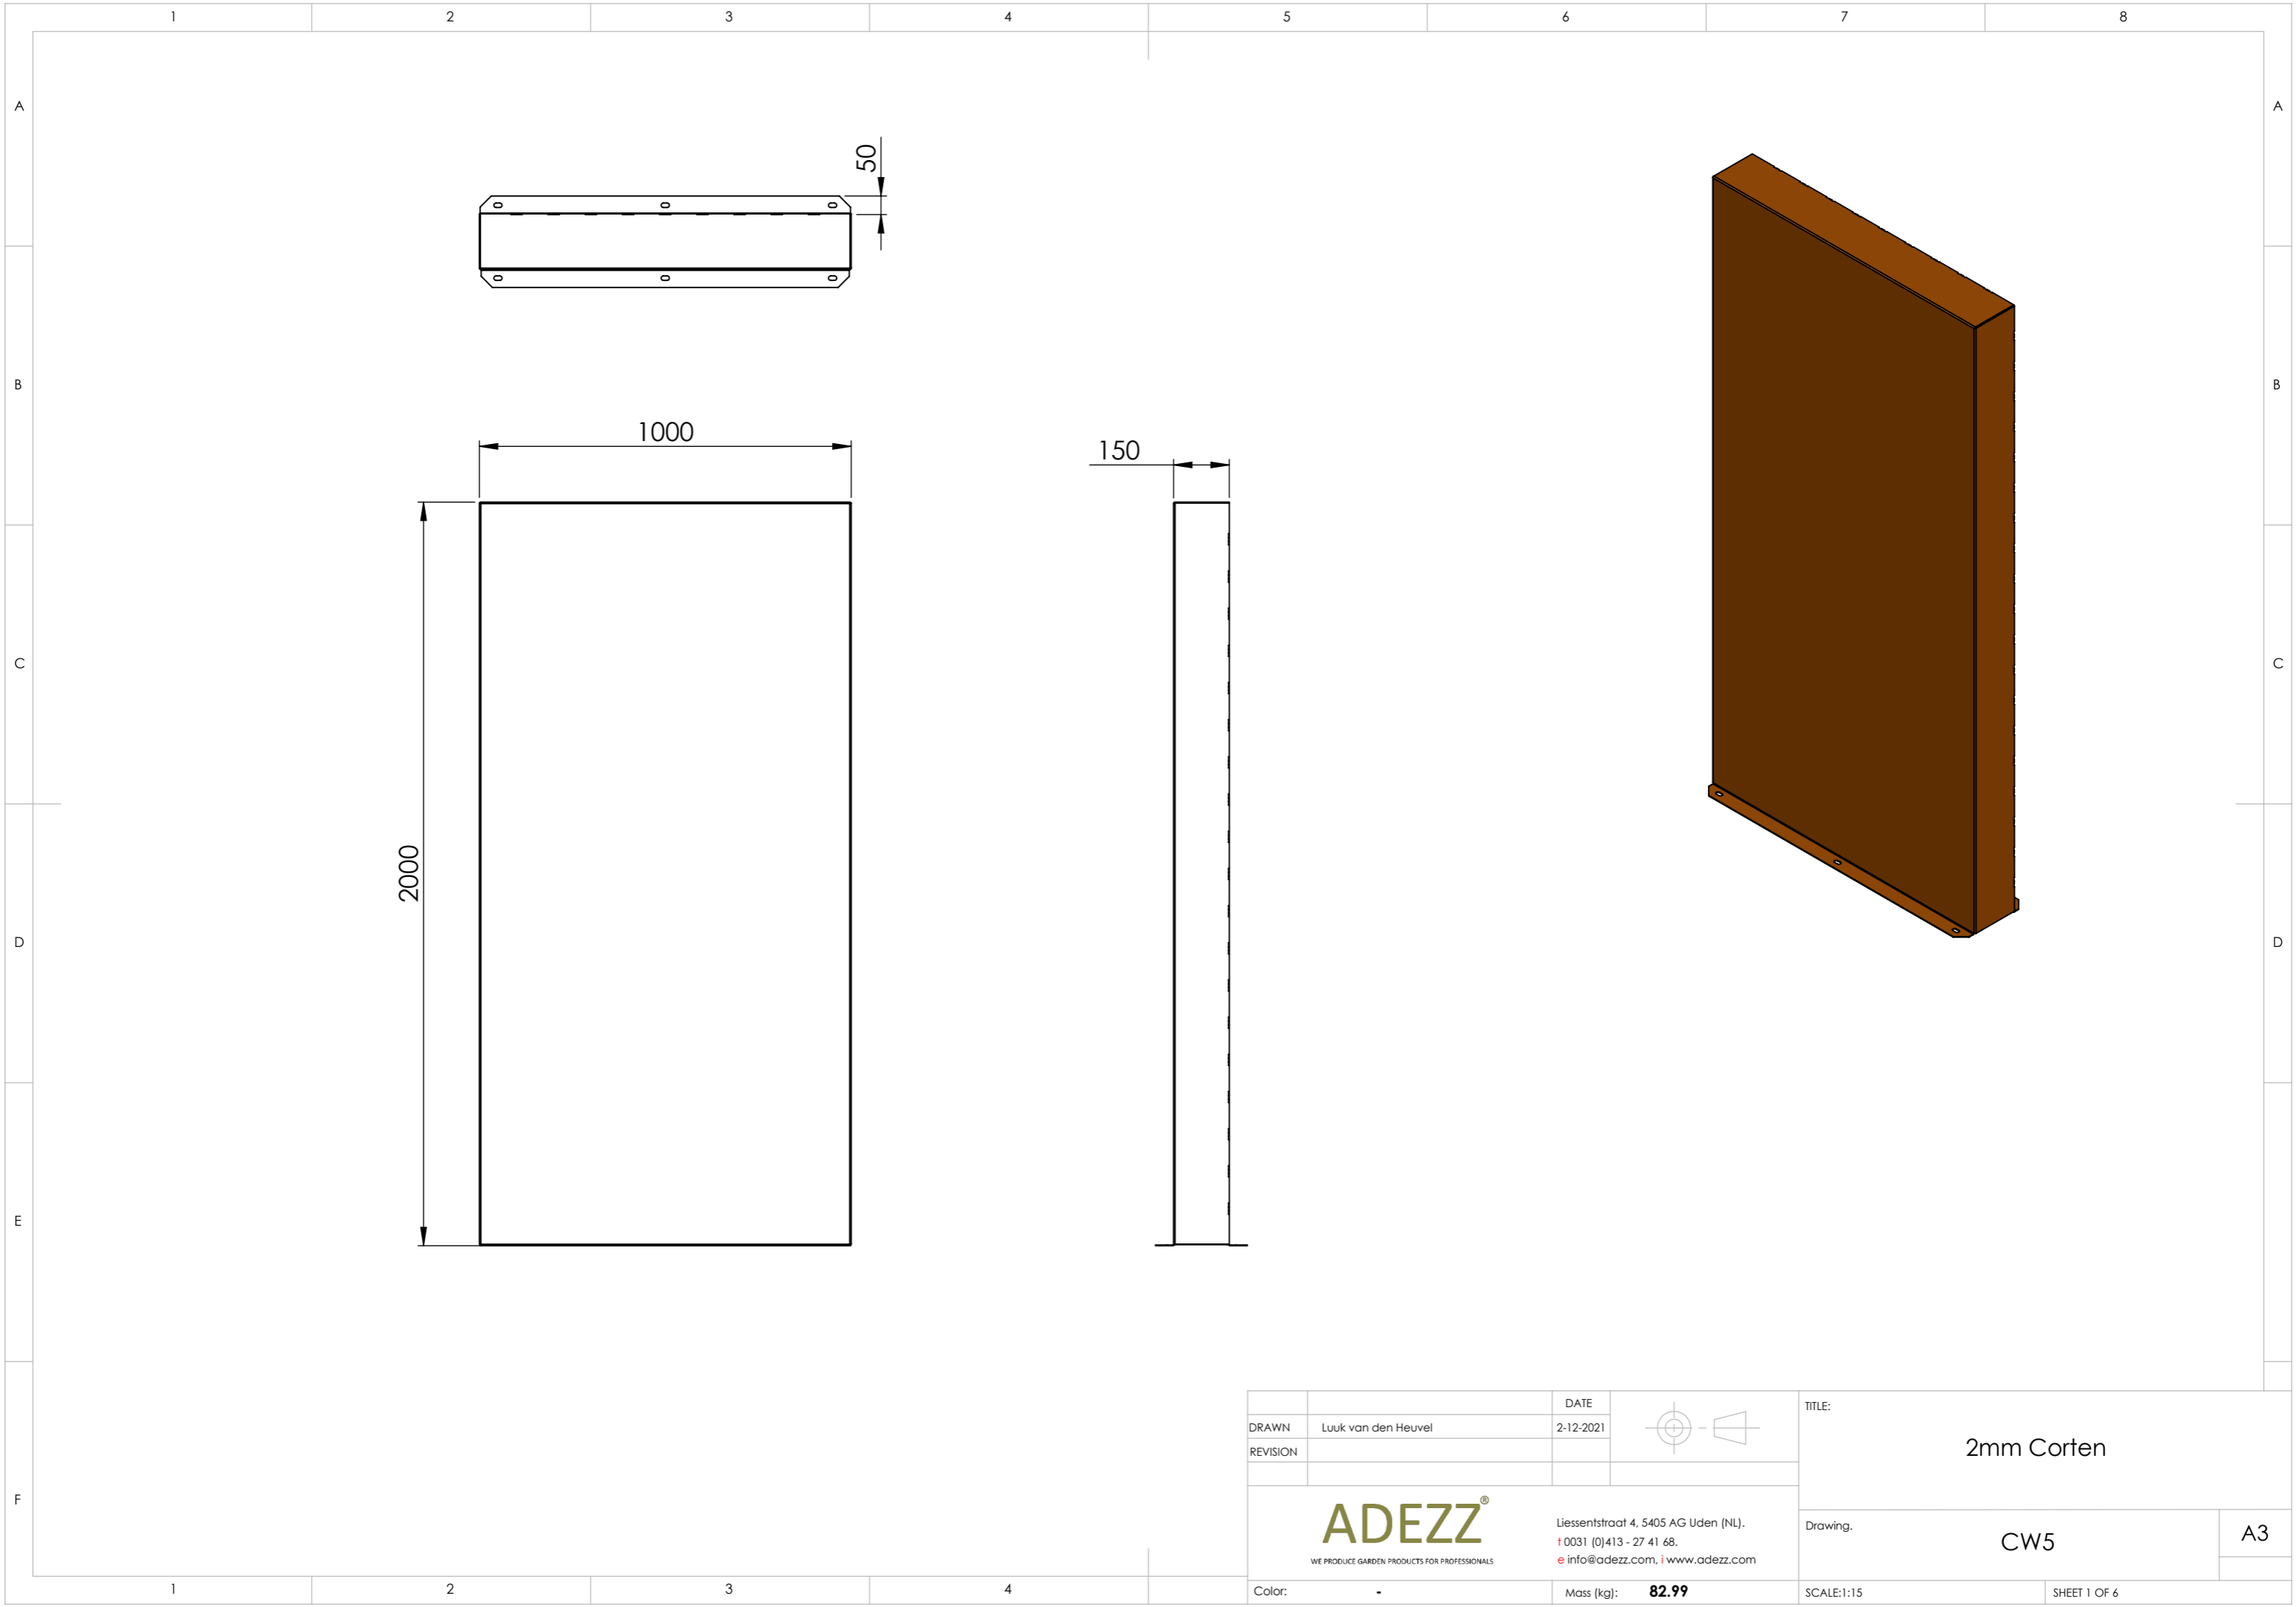 1 2 3 4 5 6 7 8
A A
50
B B
1000
150
C C
2000
D D
E E
F
DATE
DRAWN Luuk van den Heuvel 2-12-2021
REVISION
TITLE:
2mm Corten
ADEZZ®
WE PRODUCE GARDEN PRODUCTS FOR PROFESSIONALS
Liessentstraat 4, 5405 AG Uden (NL).
t 0031 (0)413 - 27 41 68.
e info@adezz.com, i www.adezz.com
Drawing.
CW5
A3
Color: -
Mass (kg): 82.99
SCALE:1:15
SHEET 1 OF 6
1 2 3 4